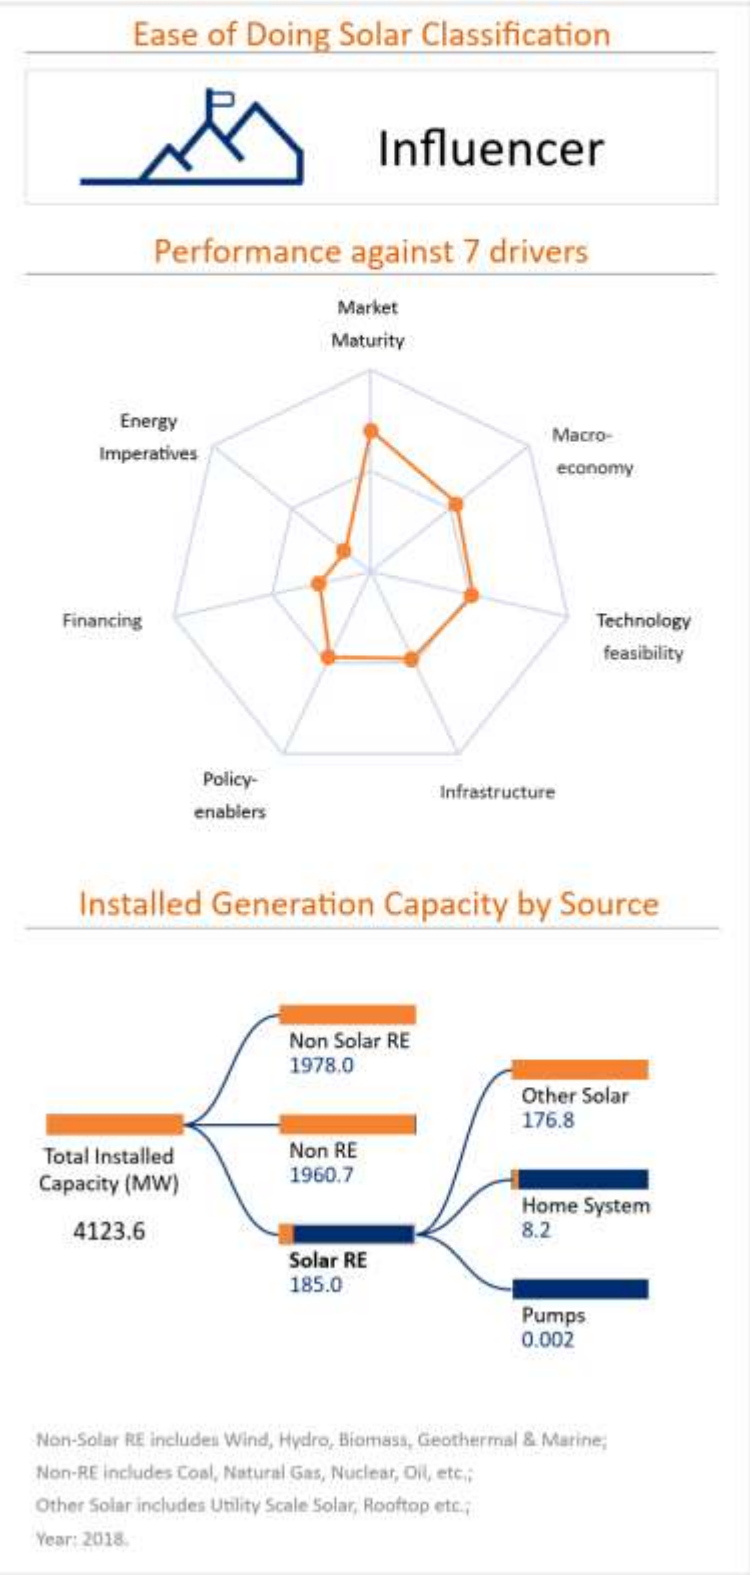 Ease of Doing Solar Classification
Influencer
Performance against 7 drivers
Market
Maturity
Energy
Imperatives
Macro-
economy
Financing
Technology
feasibility
Policy-
enablers
Infrastructure
Installed Generation Capacity by Source
Non Solar RE
1978.0
Other Solar
176.8
Total Installed
Capacity (MW)
4123.6
Non RE
1960.7
Home System
8.2
Solar RE
185.0
Pumps
0.002
Non-Solar RE includes Wind, Hydro, Biomass, Geothermal & Marine;
Non-RE includes Coal, Natural Gas, Nuclear, Oil, etc.;
Other Solar includes Utility Scale Solar, Rooftop etc.;
Year: 2018.